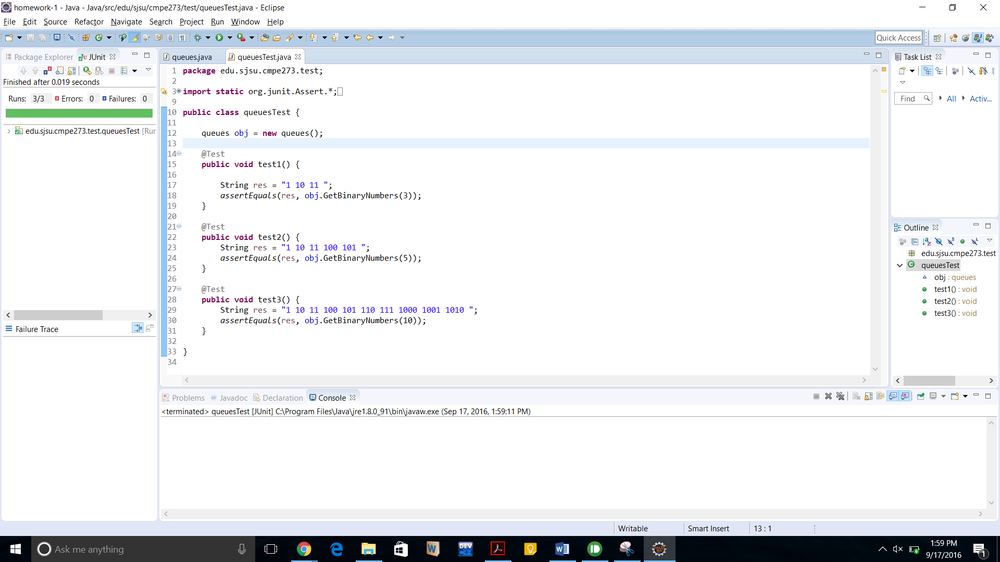 homework-1 - Java - Java/src/edu/sjsu/cmpe273/test/queuesTest.java - Eclipse
File Edit Source Refactor Navigate Search Project Run Window Help
Quick Access
Package Explorer JUnit
Finished after 0.019 seconds
Runs: 3/3 Errors: 0 Failures: 0
edu.sjsu.cmpe273.test.queuesTest [Rur
Failure Trace
queues.java queuesTest.java
1 package edu.sjsu.cmpe273.test;
2
3 import static org.junit.Assert.*;
9
10 public class queuesTest {
11
12 queues obj = new queues();
13
14 @Test
15 public void test1() {
16
17 String res = "1 10 11 ";
18 assertEquals(res, obj.GetBinaryNumbers(3));
19 }
20
21 @Test
22 public void test2() {
23 String res = "1 10 11 100 101 ";
24 assertEquals(res, obj.GetBinaryNumbers(5));
25 }
26
27 @Test
28 public void test3() {
29 String res = "1 10 11 100 101 110 111 1000 1001 1010 ";
30 assertEquals(res, obj.GetBinaryNumbers(10));
31 }
32
33 }
34
Task List
Find All Activ...
Outline
edu.sjsu.cmpe273.test
queuesTest
obj : queues
test1() : void
test2() : void
test3() : void
Problems @ Javadoc Declaration Console
<terminated> queuesTest [JUnit] C:\Program Files\Java\jre1.8.0_91\bin\javaw.exe (Sep 17, 2016, 1:59:11 PM)
Writable Smart Insert 13 : 1
Ask me anything
DEV
1:59 PM
9/17/2016
1